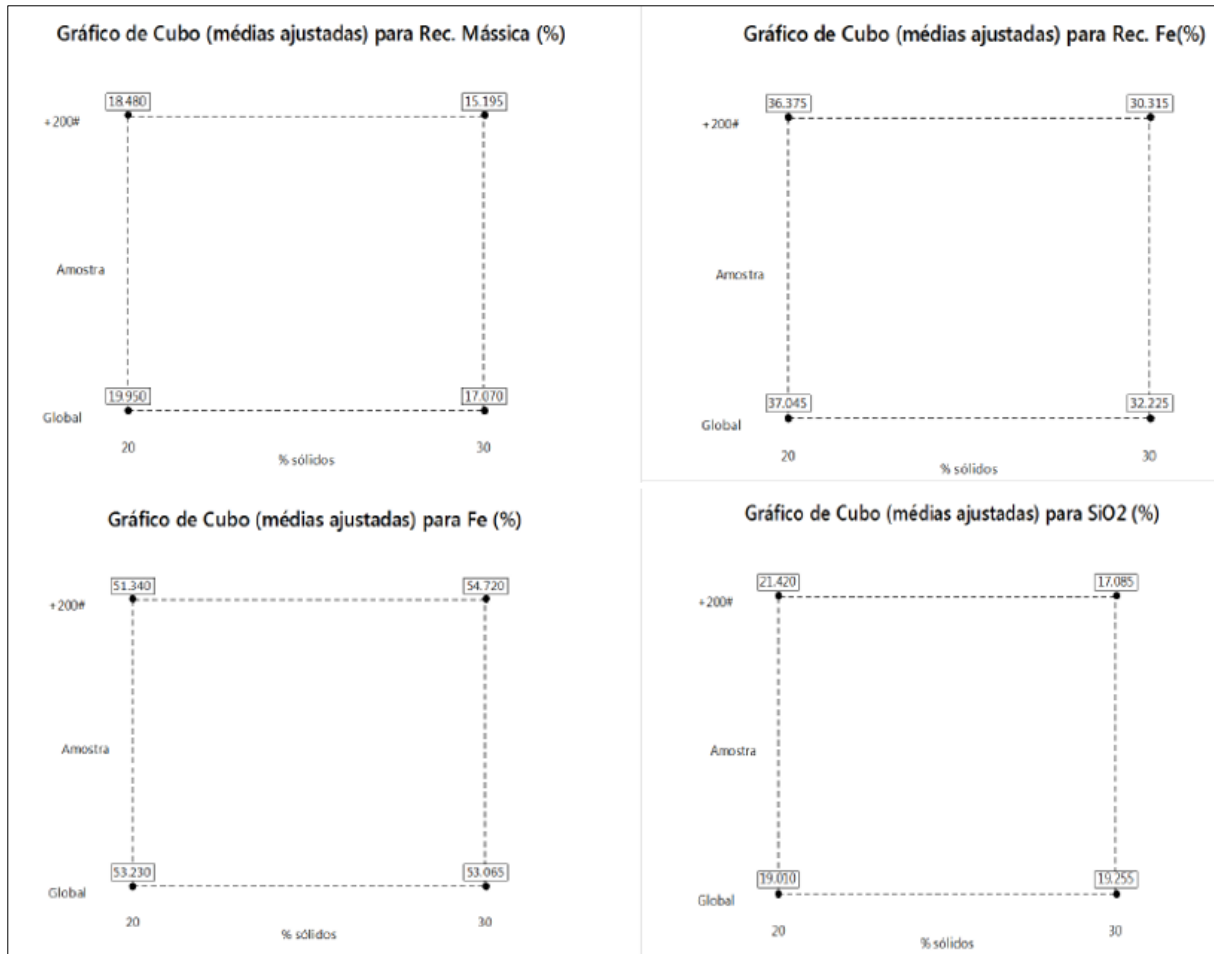 Gráfico de Cubo (médias ajustadas) para Rec. Mássica (%)
18.480 15.195
+200#
Amostra
19.950 17.070
Global
20 30
% sólidos
Gráfico de Cubo (médias ajustadas) para Rec. Fe(%)
36.375 30.315
+200#
Amostra
37.045 32.225
Global
20 30
% sólidos
Gráfico de Cubo (médias ajustadas) para Fe (%)
51.340 54.720
+200#
Amostra
53.230 53.065
Global
20 30
% sólidos
Gráfico de Cubo (médias ajustadas) para SiO2 (%)
21.420 17.085
+200#
Amostra
19.010 19.255
Global
20 30
% sólidos